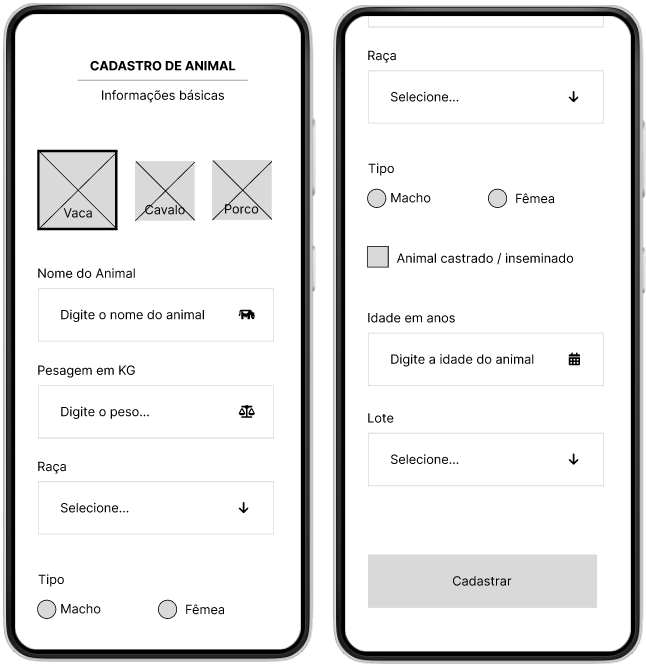 CADASTRO DE ANIMAL
Informações básicas
Vaca
Cavalo
Porco
Nome do Animal
Digite o nome do animal
Pesagem em KG
Digite o peso...
Raça
Selecione...
Tipo
Macho
Fêmea
Raça
Selecione...
Tipo
Macho
Fêmea
Animal castrado / inseminado
Idade em anos
Digite a idade do animal
Lote
Selecione...
Cadastrar